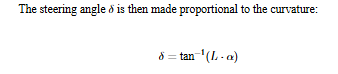 The steering angle δ is then made proportional to the curvature:
δ = tan⁻¹(L · α)